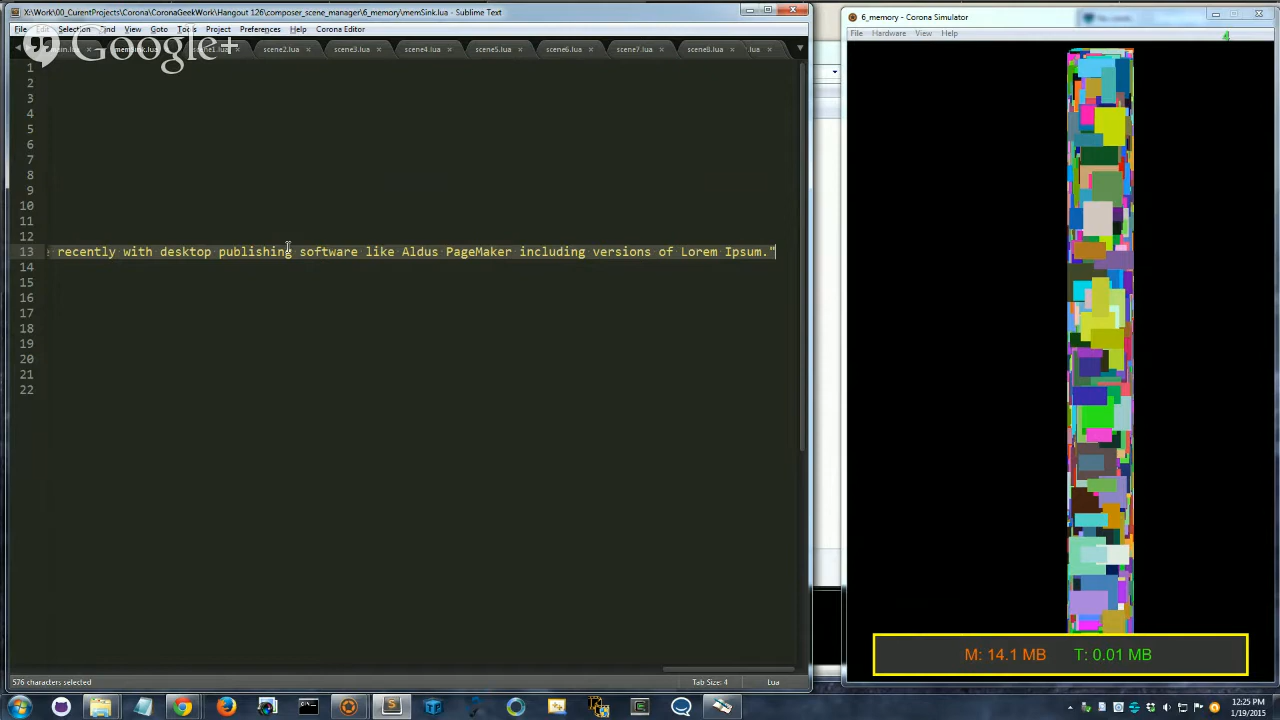 X:\Work\00_CurentProjects\Corona\CoronaGeekWork\Hangout 126\composer_scene_manager\6_memory\memSink.lua - Sublime Text
File Edit Selection Find View Goto Tools Project Preferences Help Corona Editor
Google
scene2.lua scene3.lua scene4.lua scene5.lua scene6.lua scene7.lua scene8.lua .lua
1
2
3
4
5
6
7
8
9
10
11
12
13 recently with desktop publishing software like Aldus PageMaker including versions of Lorem Ipsum."
14
15
16
17
18
19
20
21
22
576 characters selected
Tab Size: 4
Lua
6_memory - Corona Simulator
File Hardware View Help
4
M: 14.1 MB T: 0.01 MB
12:25 PM
1/19/2015